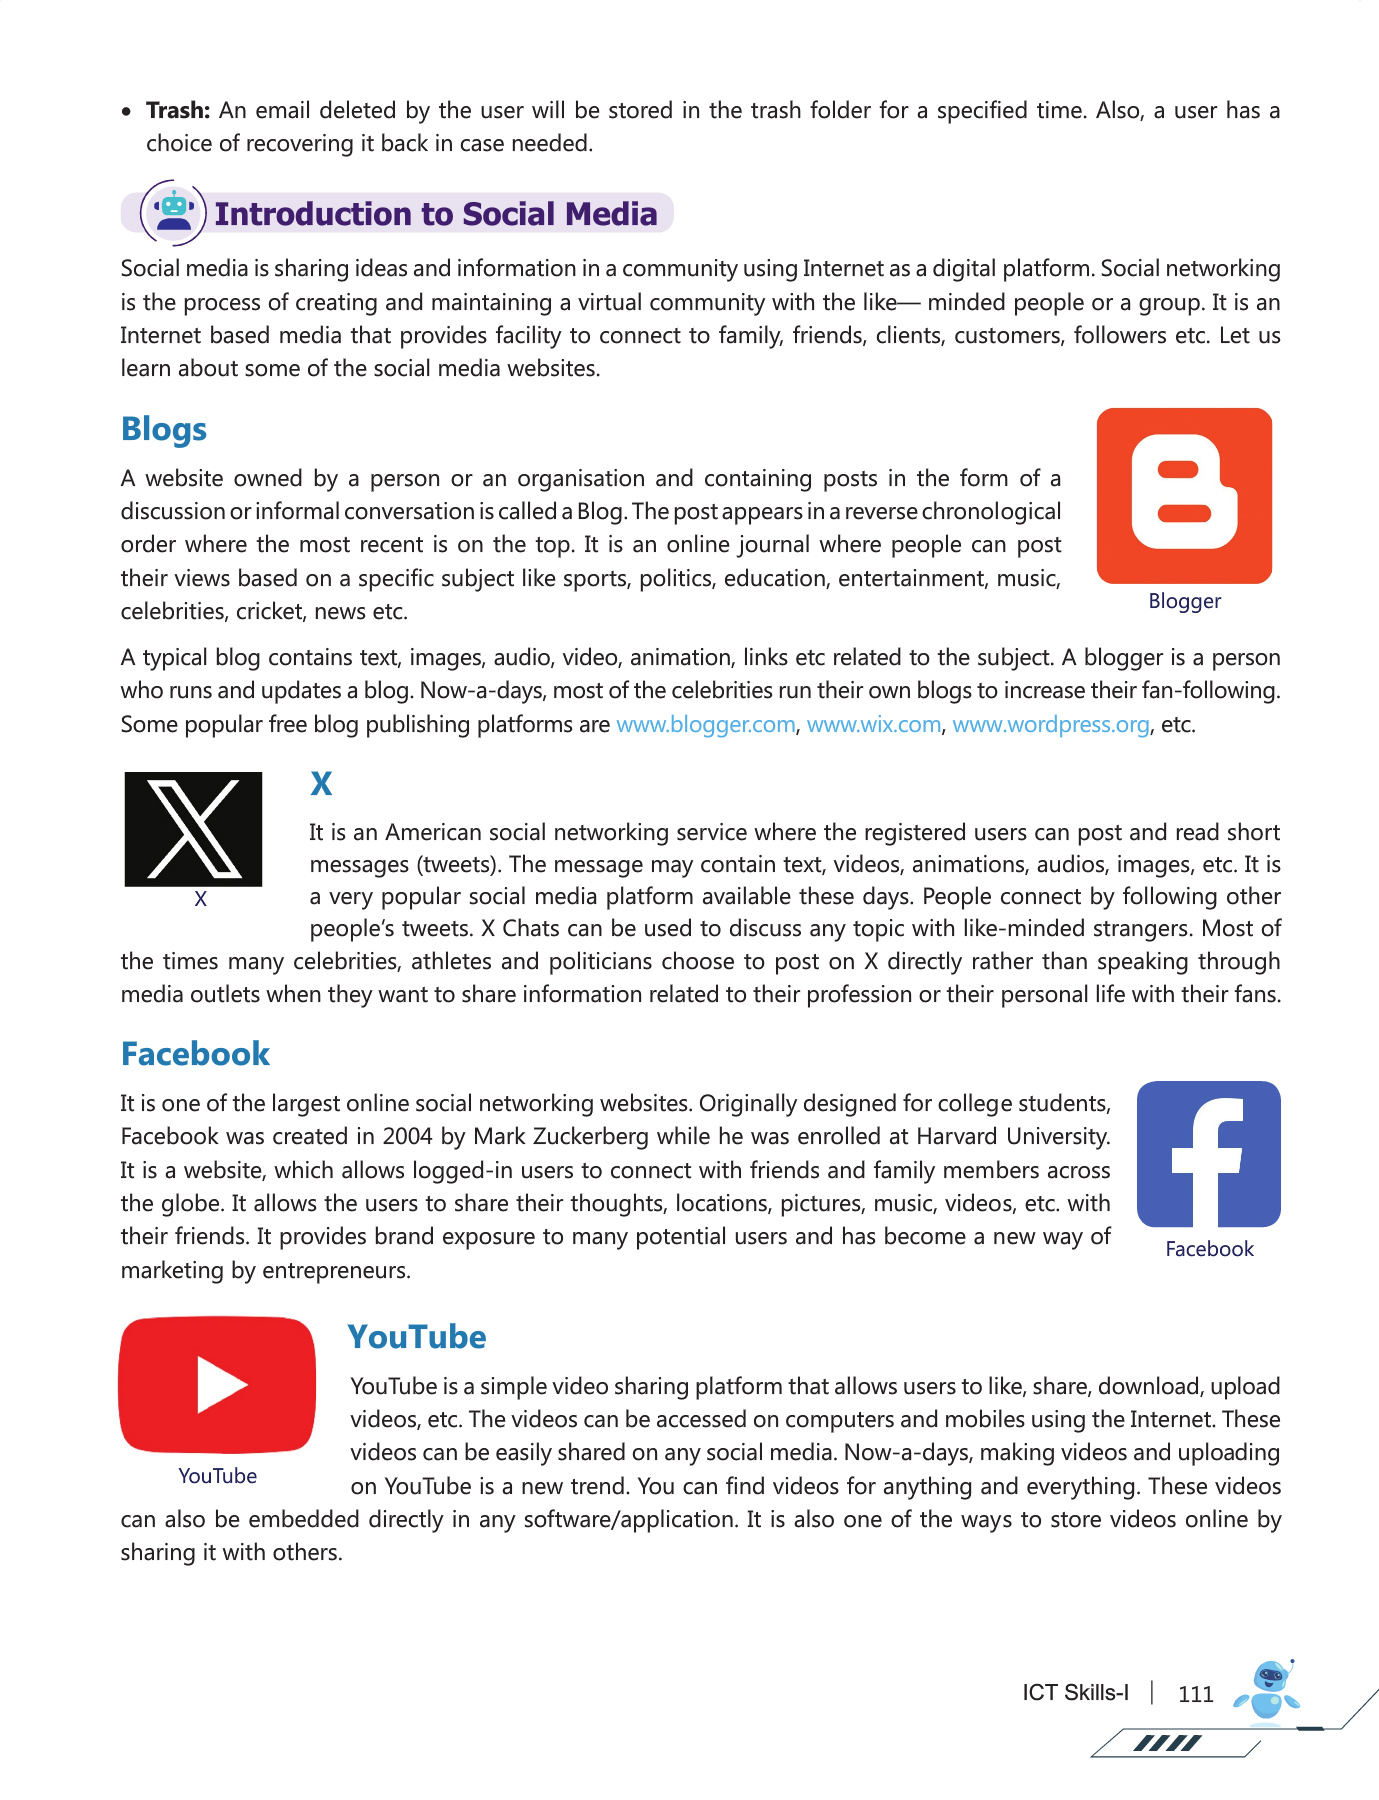 • Trash: An email deleted by the user will be stored in the trash folder for a specified time. Also, a user has a
choice of recovering it back in case needed.
Introduction to Social Media
Social media is sharing ideas and information in a community using Internet as a digital platform. Social networking
is the process of creating and maintaining a virtual community with the like— minded people or a group. It is an
Internet based media that provides facility to connect to family, friends, clients, customers, followers etc. Let us
learn about some of the social media websites.
Blogs
A website owned by a person or an organisation and containing posts in the form of a
discussion or informal conversation is called a Blog. The post appears in a reverse chronological
order where the most recent is on the top. It is an online journal where people can post
their views based on a specific subject like sports, politics, education, entertainment, music,
celebrities, cricket, news etc.
Blogger
A typical blog contains text, images, audio, video, animation, links etc related to the subject. A blogger is a person
who runs and updates a blog. Now-a-days, most of the celebrities run their own blogs to increase their fan-following.
Some popular free blog publishing platforms are www.blogger.com, www.wix.com, www.wordpress.org, etc.
X
X
It is an American social networking service where the registered users can post and read short
messages (tweets). The message may contain text, videos, animations, audios, images, etc. It is
a very popular social media platform available these days. People connect by following other
people’s tweets. X Chats can be used to discuss any topic with like-minded strangers. Most of
the times many celebrities, athletes and politicians choose to post on X directly rather than speaking through
media outlets when they want to share information related to their profession or their personal life with their fans.
Facebook
It is one of the largest online social networking websites. Originally designed for college students,
Facebook was created in 2004 by Mark Zuckerberg while he was enrolled at Harvard University.
It is a website, which allows logged-in users to connect with friends and family members across
the globe. It allows the users to share their thoughts, locations, pictures, music, videos, etc. with
their friends. It provides brand exposure to many potential users and has become a new way of
marketing by entrepreneurs.
Facebook
YouTube
YouTube
YouTube is a simple video sharing platform that allows users to like, share, download, upload
videos, etc. The videos can be accessed on computers and mobiles using the Internet. These
videos can be easily shared on any social media. Now-a-days, making videos and uploading
on YouTube is a new trend. You can find videos for anything and everything. These videos
can also be embedded directly in any software/application. It is also one of the ways to store videos online by
sharing it with others.
ICT Skills-I | 111